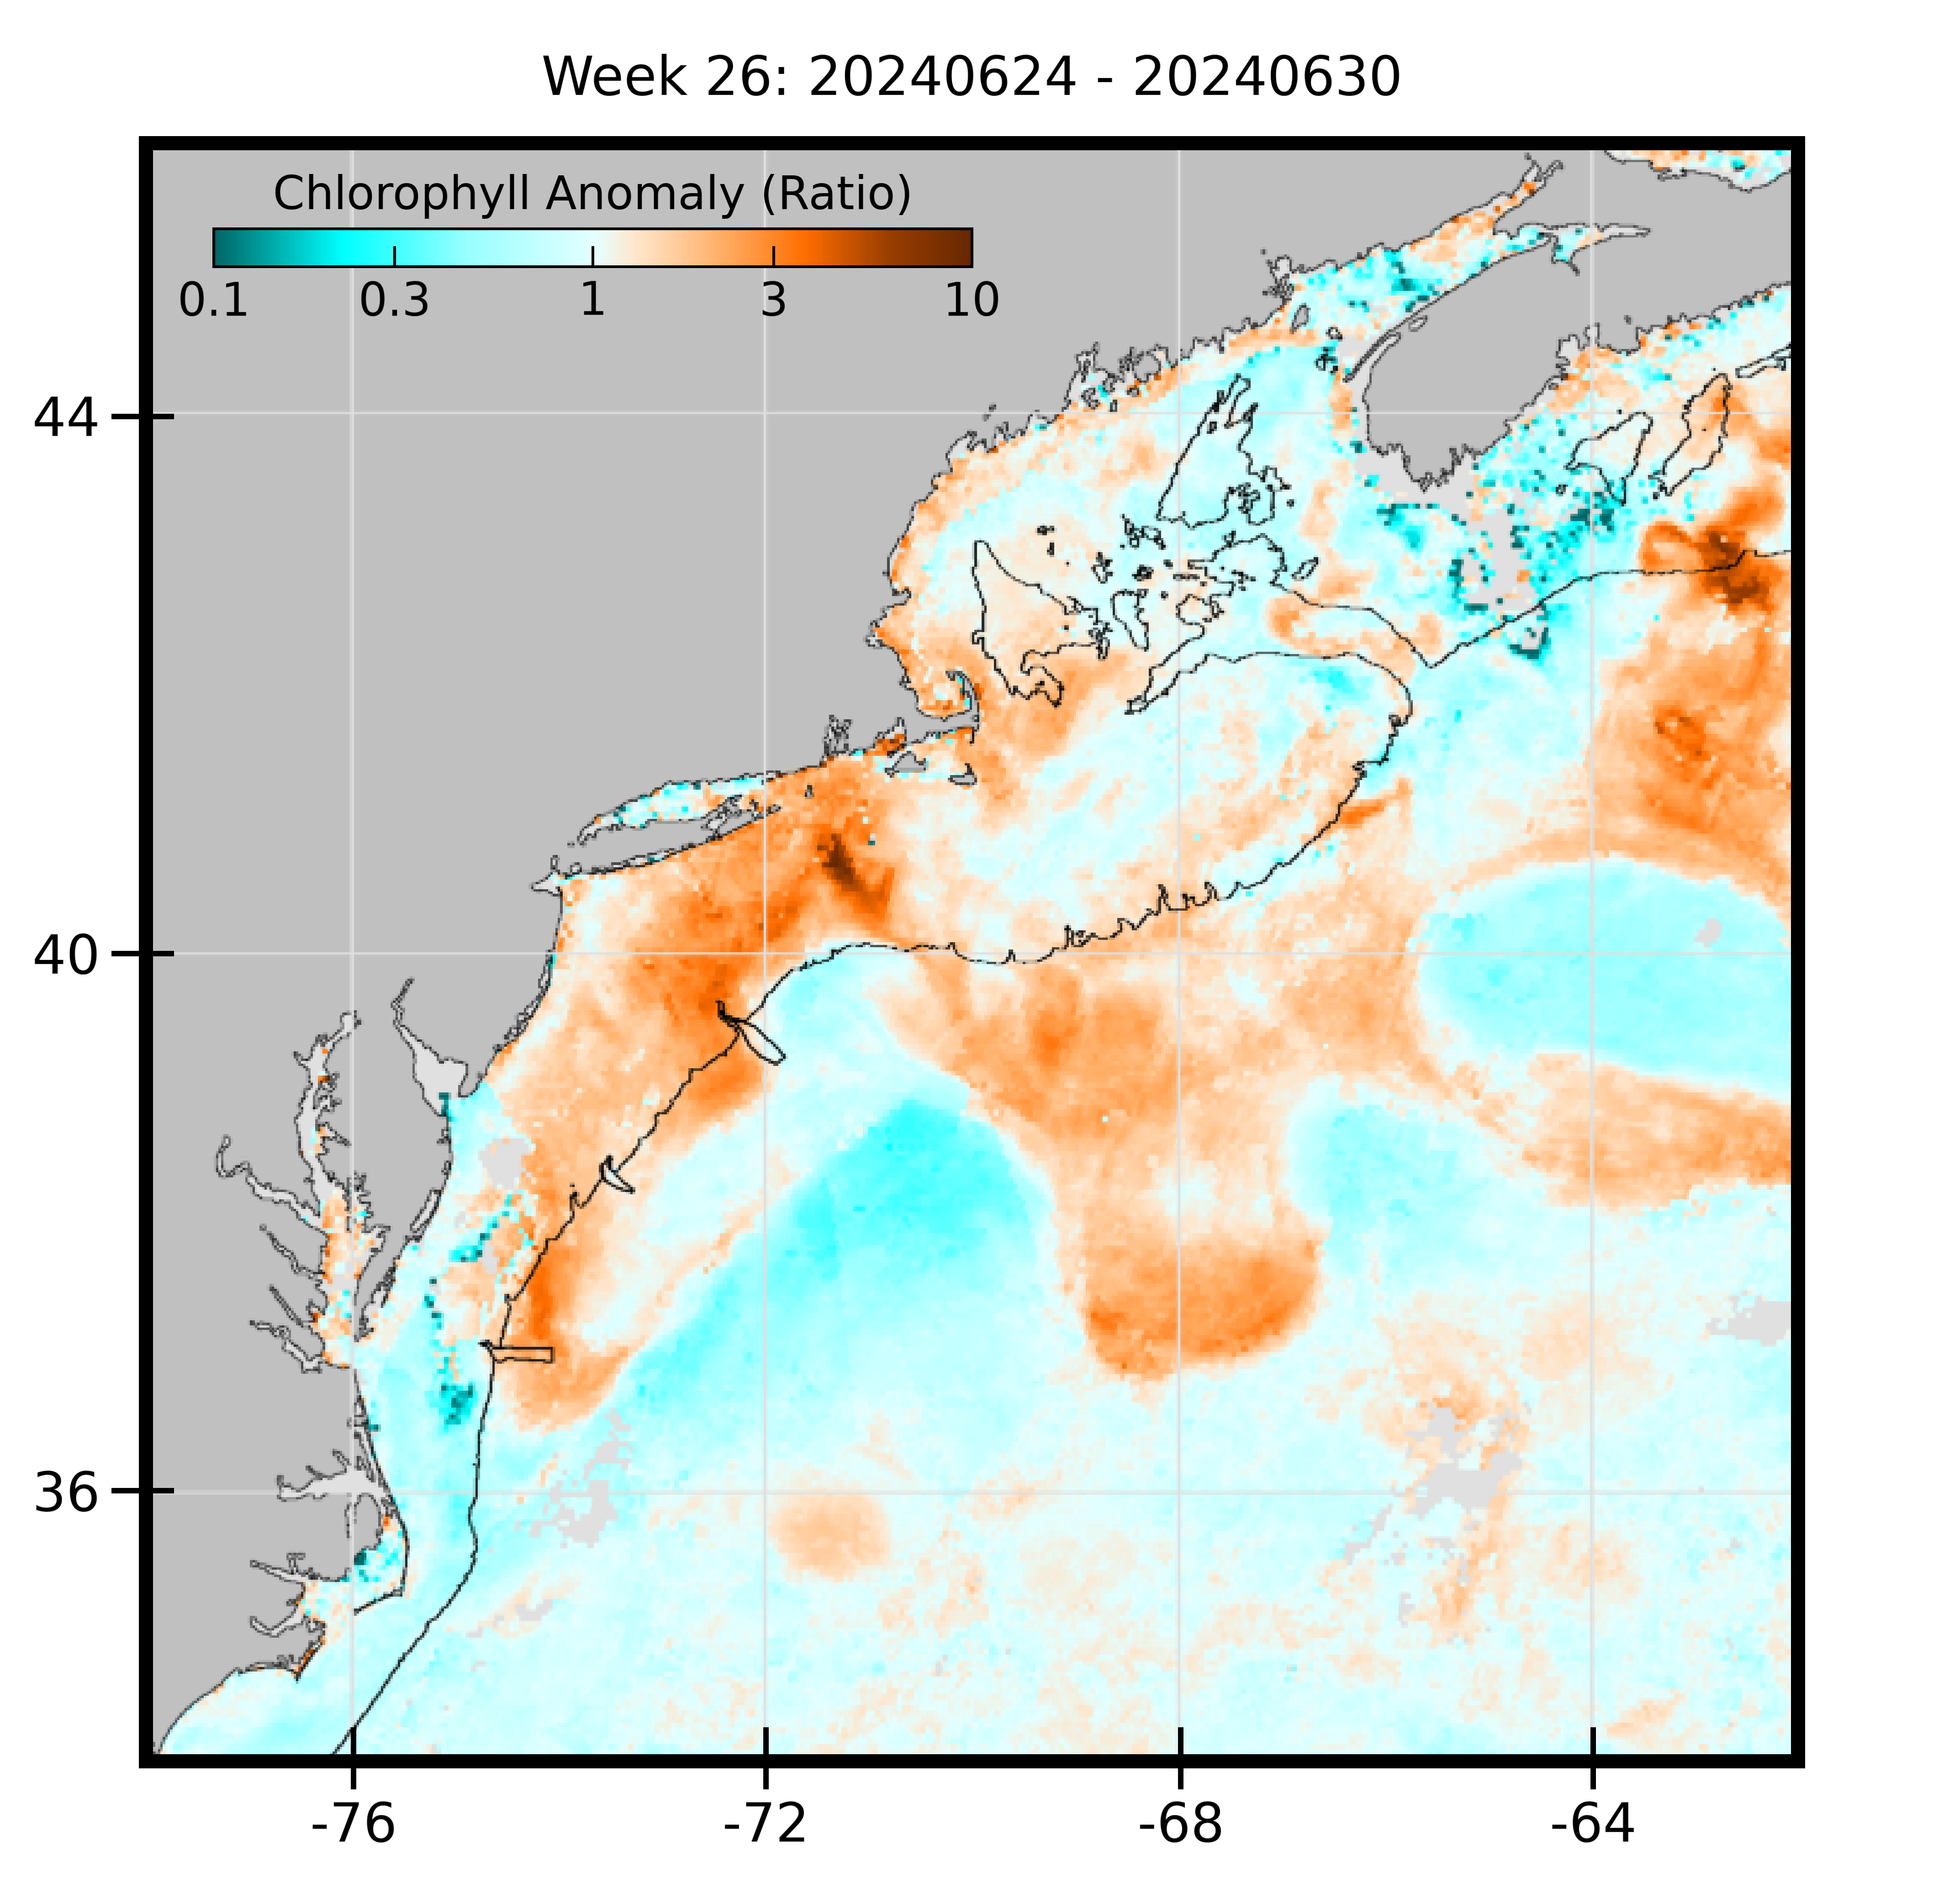 Week 26: 20240624 - 20240630
Chlorophyll Anomaly (Ratio)
0.1 0.3 1 3 10
44
40
36
-76 -72 -68 -64